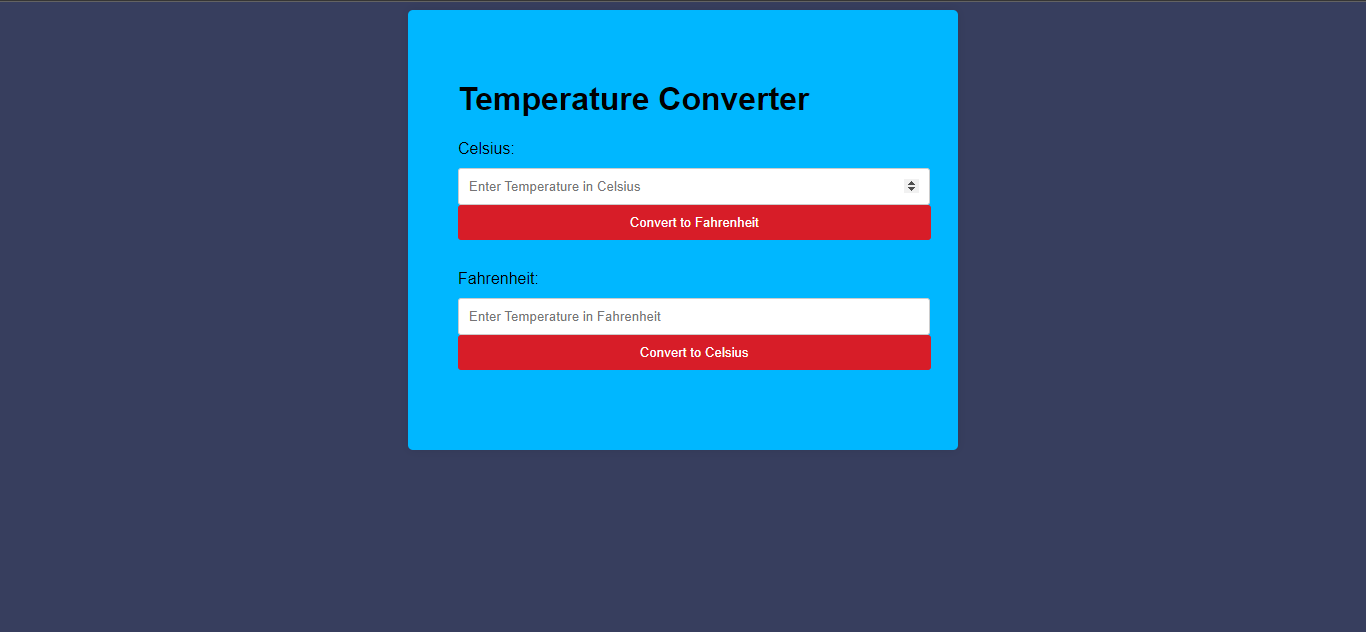 Temperature Converter
Celsius:
Enter Temperature in Celsius
Convert to Fahrenheit
Fahrenheit:
Enter Temperature in Fahrenheit
Convert to Celsius